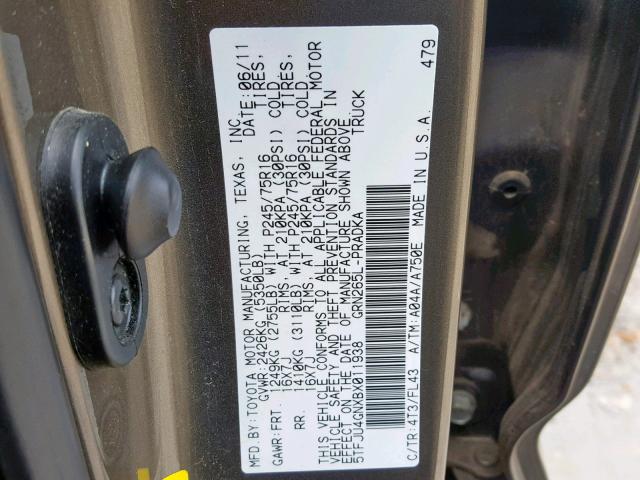 MFD.BY:TOYOTA MOTOR MANUFACTURING, TEXAS, INC. DATE:06/11
GVWR:2426KG (5350LB)
GAWR:FRT. 1249KG (2755LB) WITH P245/75R16 TIRES,
16X7J RIMS, AT 210KPA (30PSI) COLD
RR. 1410KG (3110LB) WITH P245/75R16 TIRES,
16X7J RIMS, AT 210KPA (30PSI) COLD.
THIS VEHICLE CONFORMS TO ALL APPLICABLE FEDERAL MOTOR
VEHICLE SAFETY AND THEFT PREVENTION STANDARDS IN
EFFECT ON THE DATE OF MANUFACTURE SHOWN ABOVE.
5TFJU4GNXBX011938 GRN265L-PRADKA TRUCK
C/TR:4T3/FL43 A/TM:A04A/A750E MADE IN U.S.A. 479